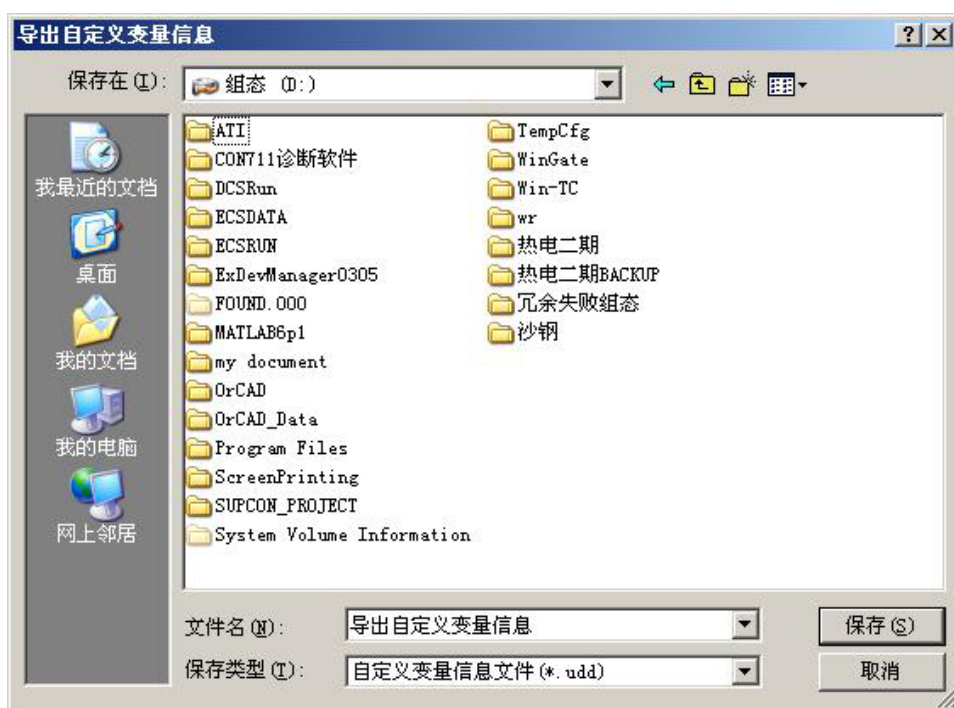 导出自定义变量信息
保存在(I):
组态 (D:)
我最近的文档
桌面
我的文档
我的电脑
网上邻居
ATI
CON711诊断软件
DCSRun
ECSDATA
ECSRUN
ExDevManager0305
FOUND.000
MATLAB6p1
my document
OrCAD
OrCAD_Data
Program Files
ScreenPrinting
SUPCON_PROJECT
System Volume Information
TempCfg
WinGate
Win-TC
wr
热电二期
热电二期BACKUP
冗余失败组态
沙钢
文件名(N):
导出自定义变量信息
保存(S)
保存类型(T):
自定义变量信息文件(*.udd)
取消